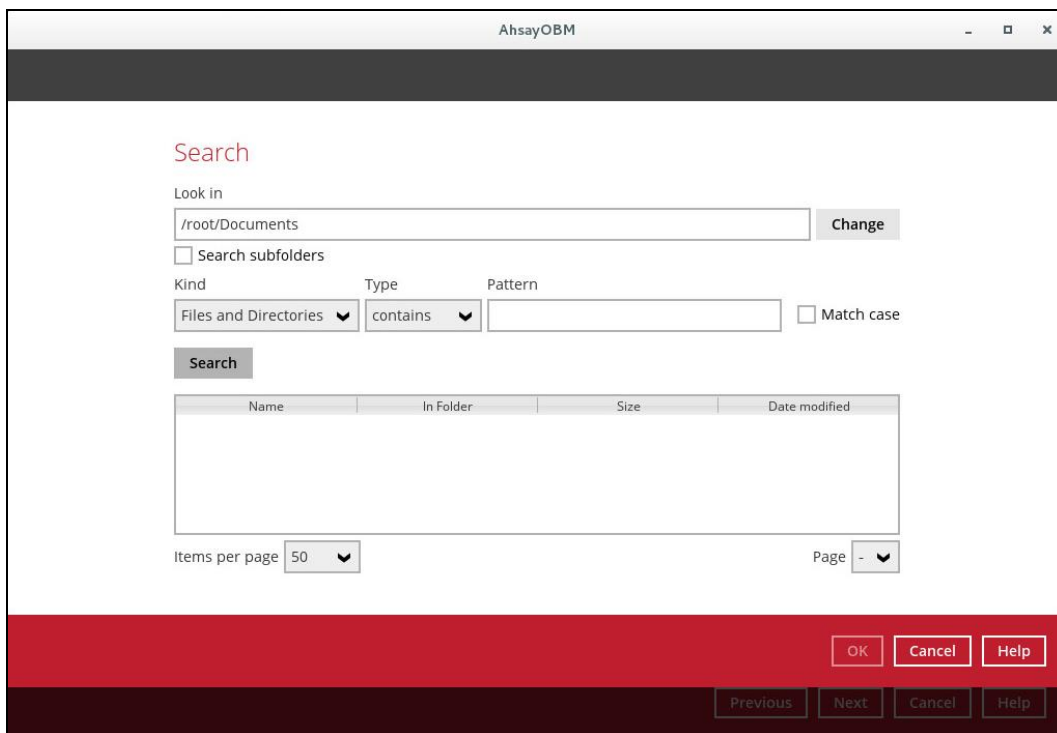 AhsayOBM
Search
Look in
/root/Documents
Change
Search subfolders
Kind Type Pattern
Files and Directories contains Match case
Search
Name In Folder Size Date modified
Items per page 50 Page -
OK Cancel Help
Previous Next Cancel Help